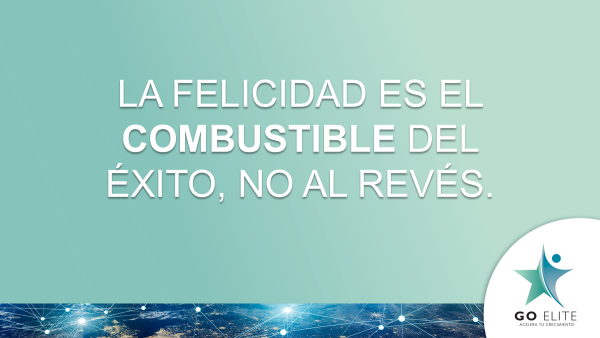 LA FELICIDAD ES EL
COMBUSTIBLE DEL
ÉXITO, NO AL REVÉS.
GO ELITE
ACELERA TU CRECIMIENTO